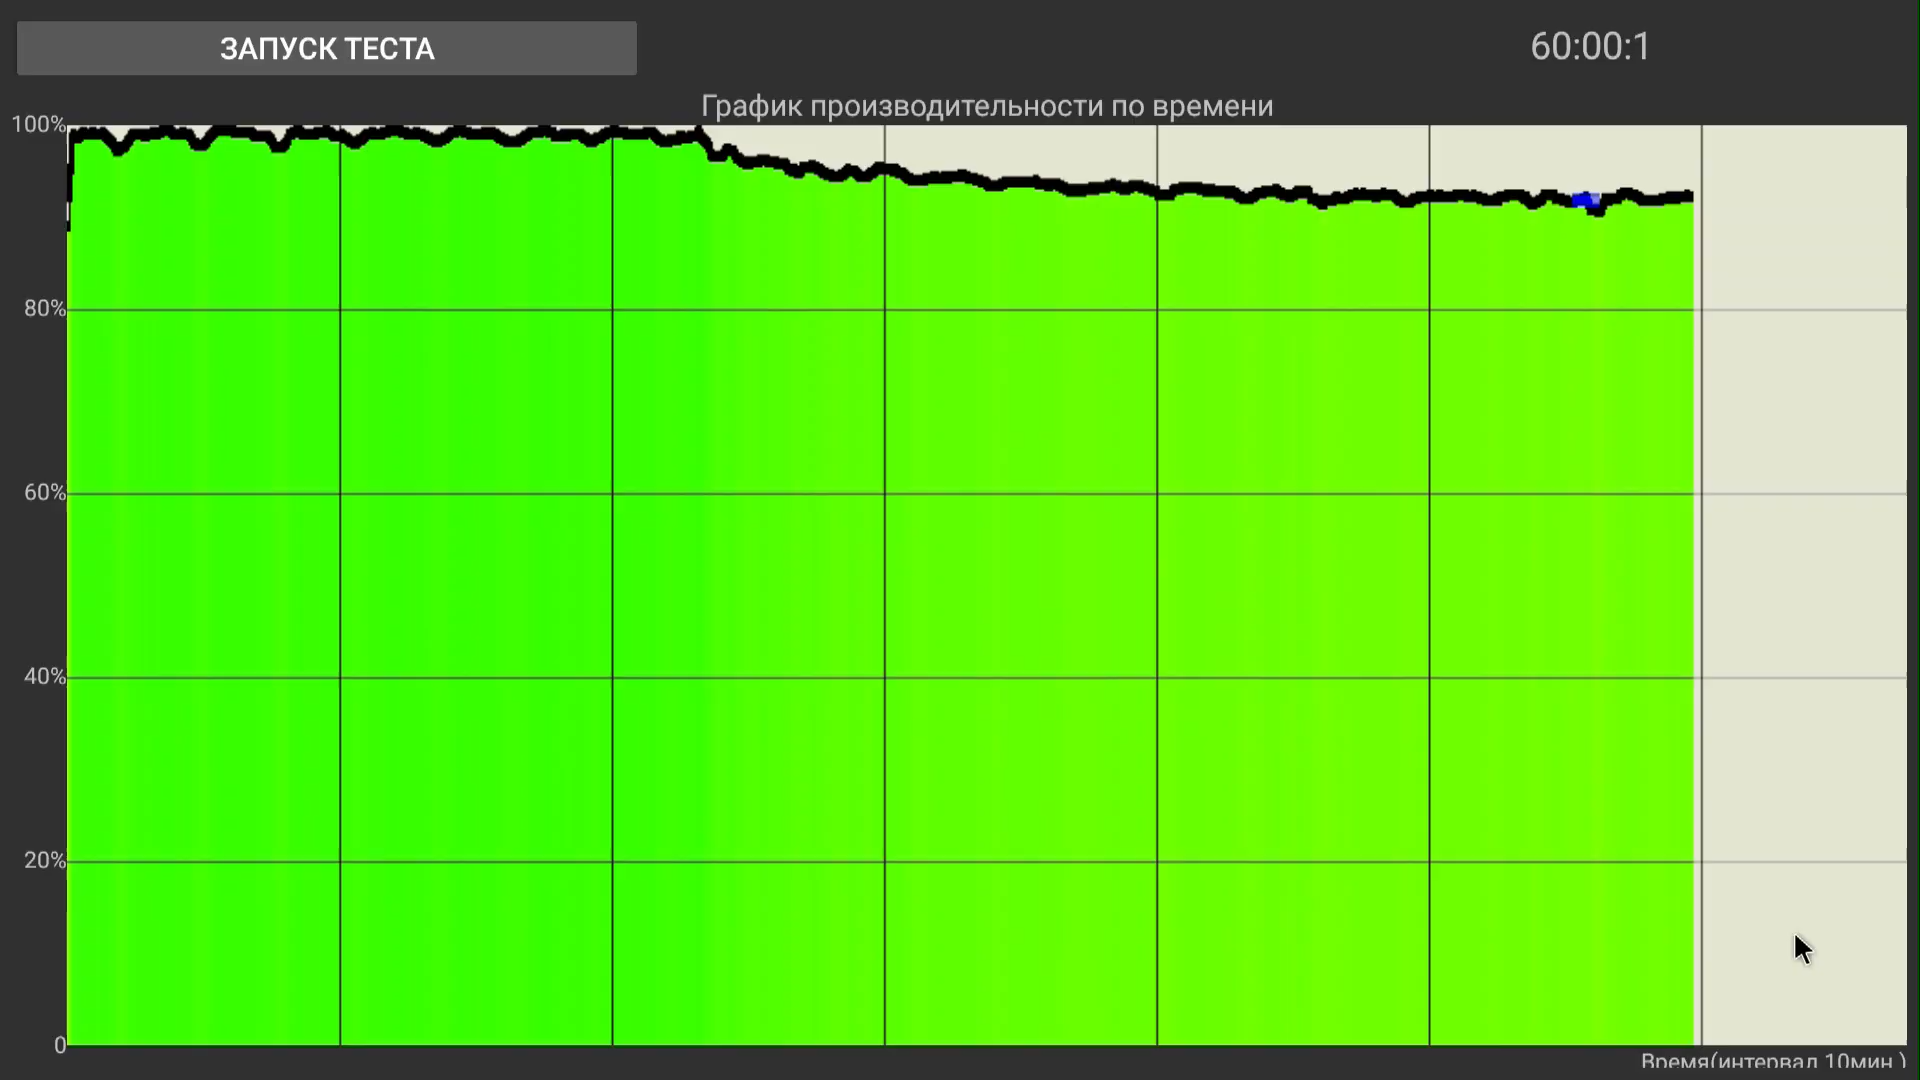 ЗАПУСК ТЕСТА
60:00:1
График производительности по времени
100%
80%
60%
40%
20%
0
Время(интервал 10мин.)